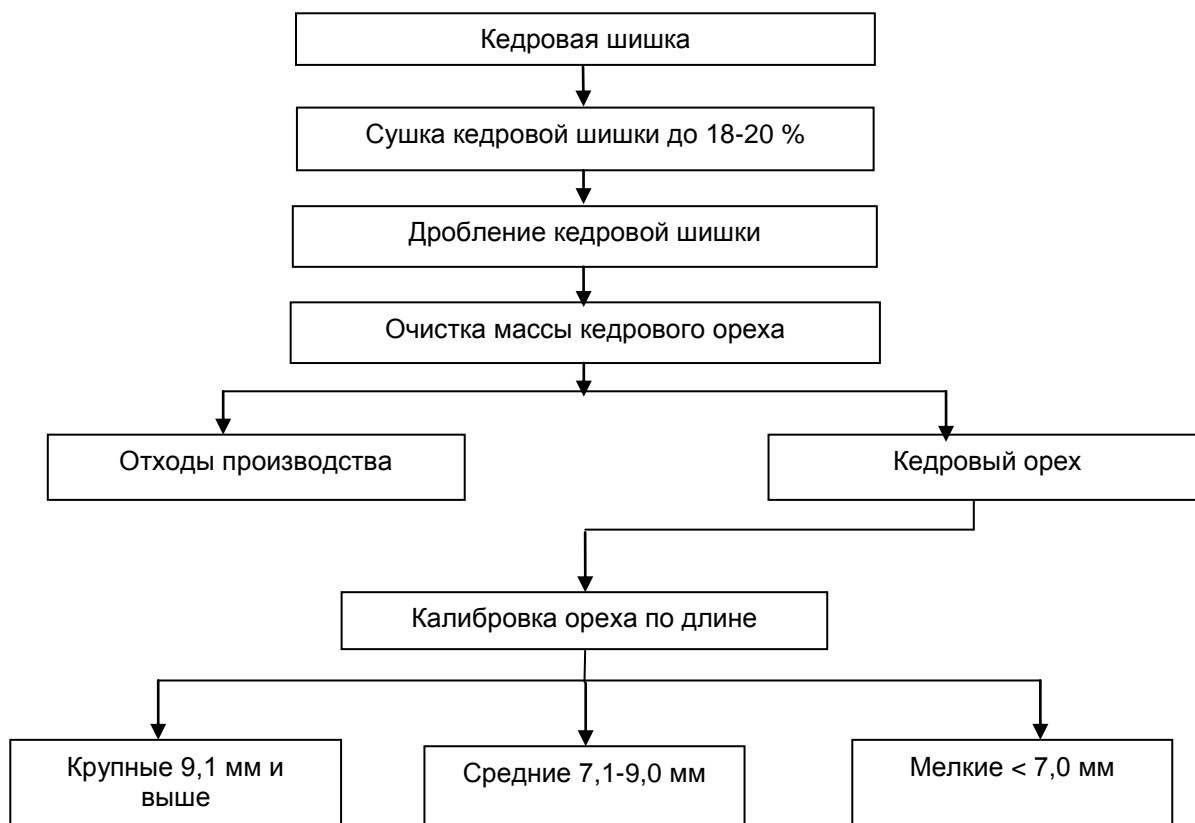 Кедровая шишка
Сушка кедровой шишки до 18-20 %
Дробление кедровой шишки
Очистка массы кедрового ореха
Отходы производства
Кедровый орех
Калибровка ореха по длине
Крупные 9,1 мм и
выше
Средние 7,1-9,0 мм
Мелкие < 7,0 мм